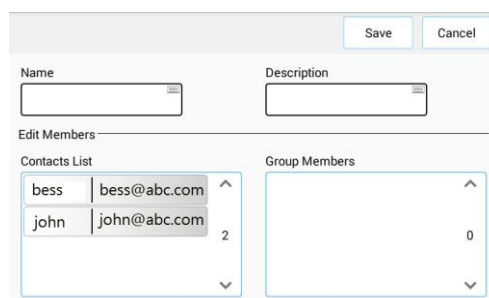 Save Cancel
Name Description
Edit Members
Contacts List Group Members
bess bess@abc.com
john john@abc.com
2 0